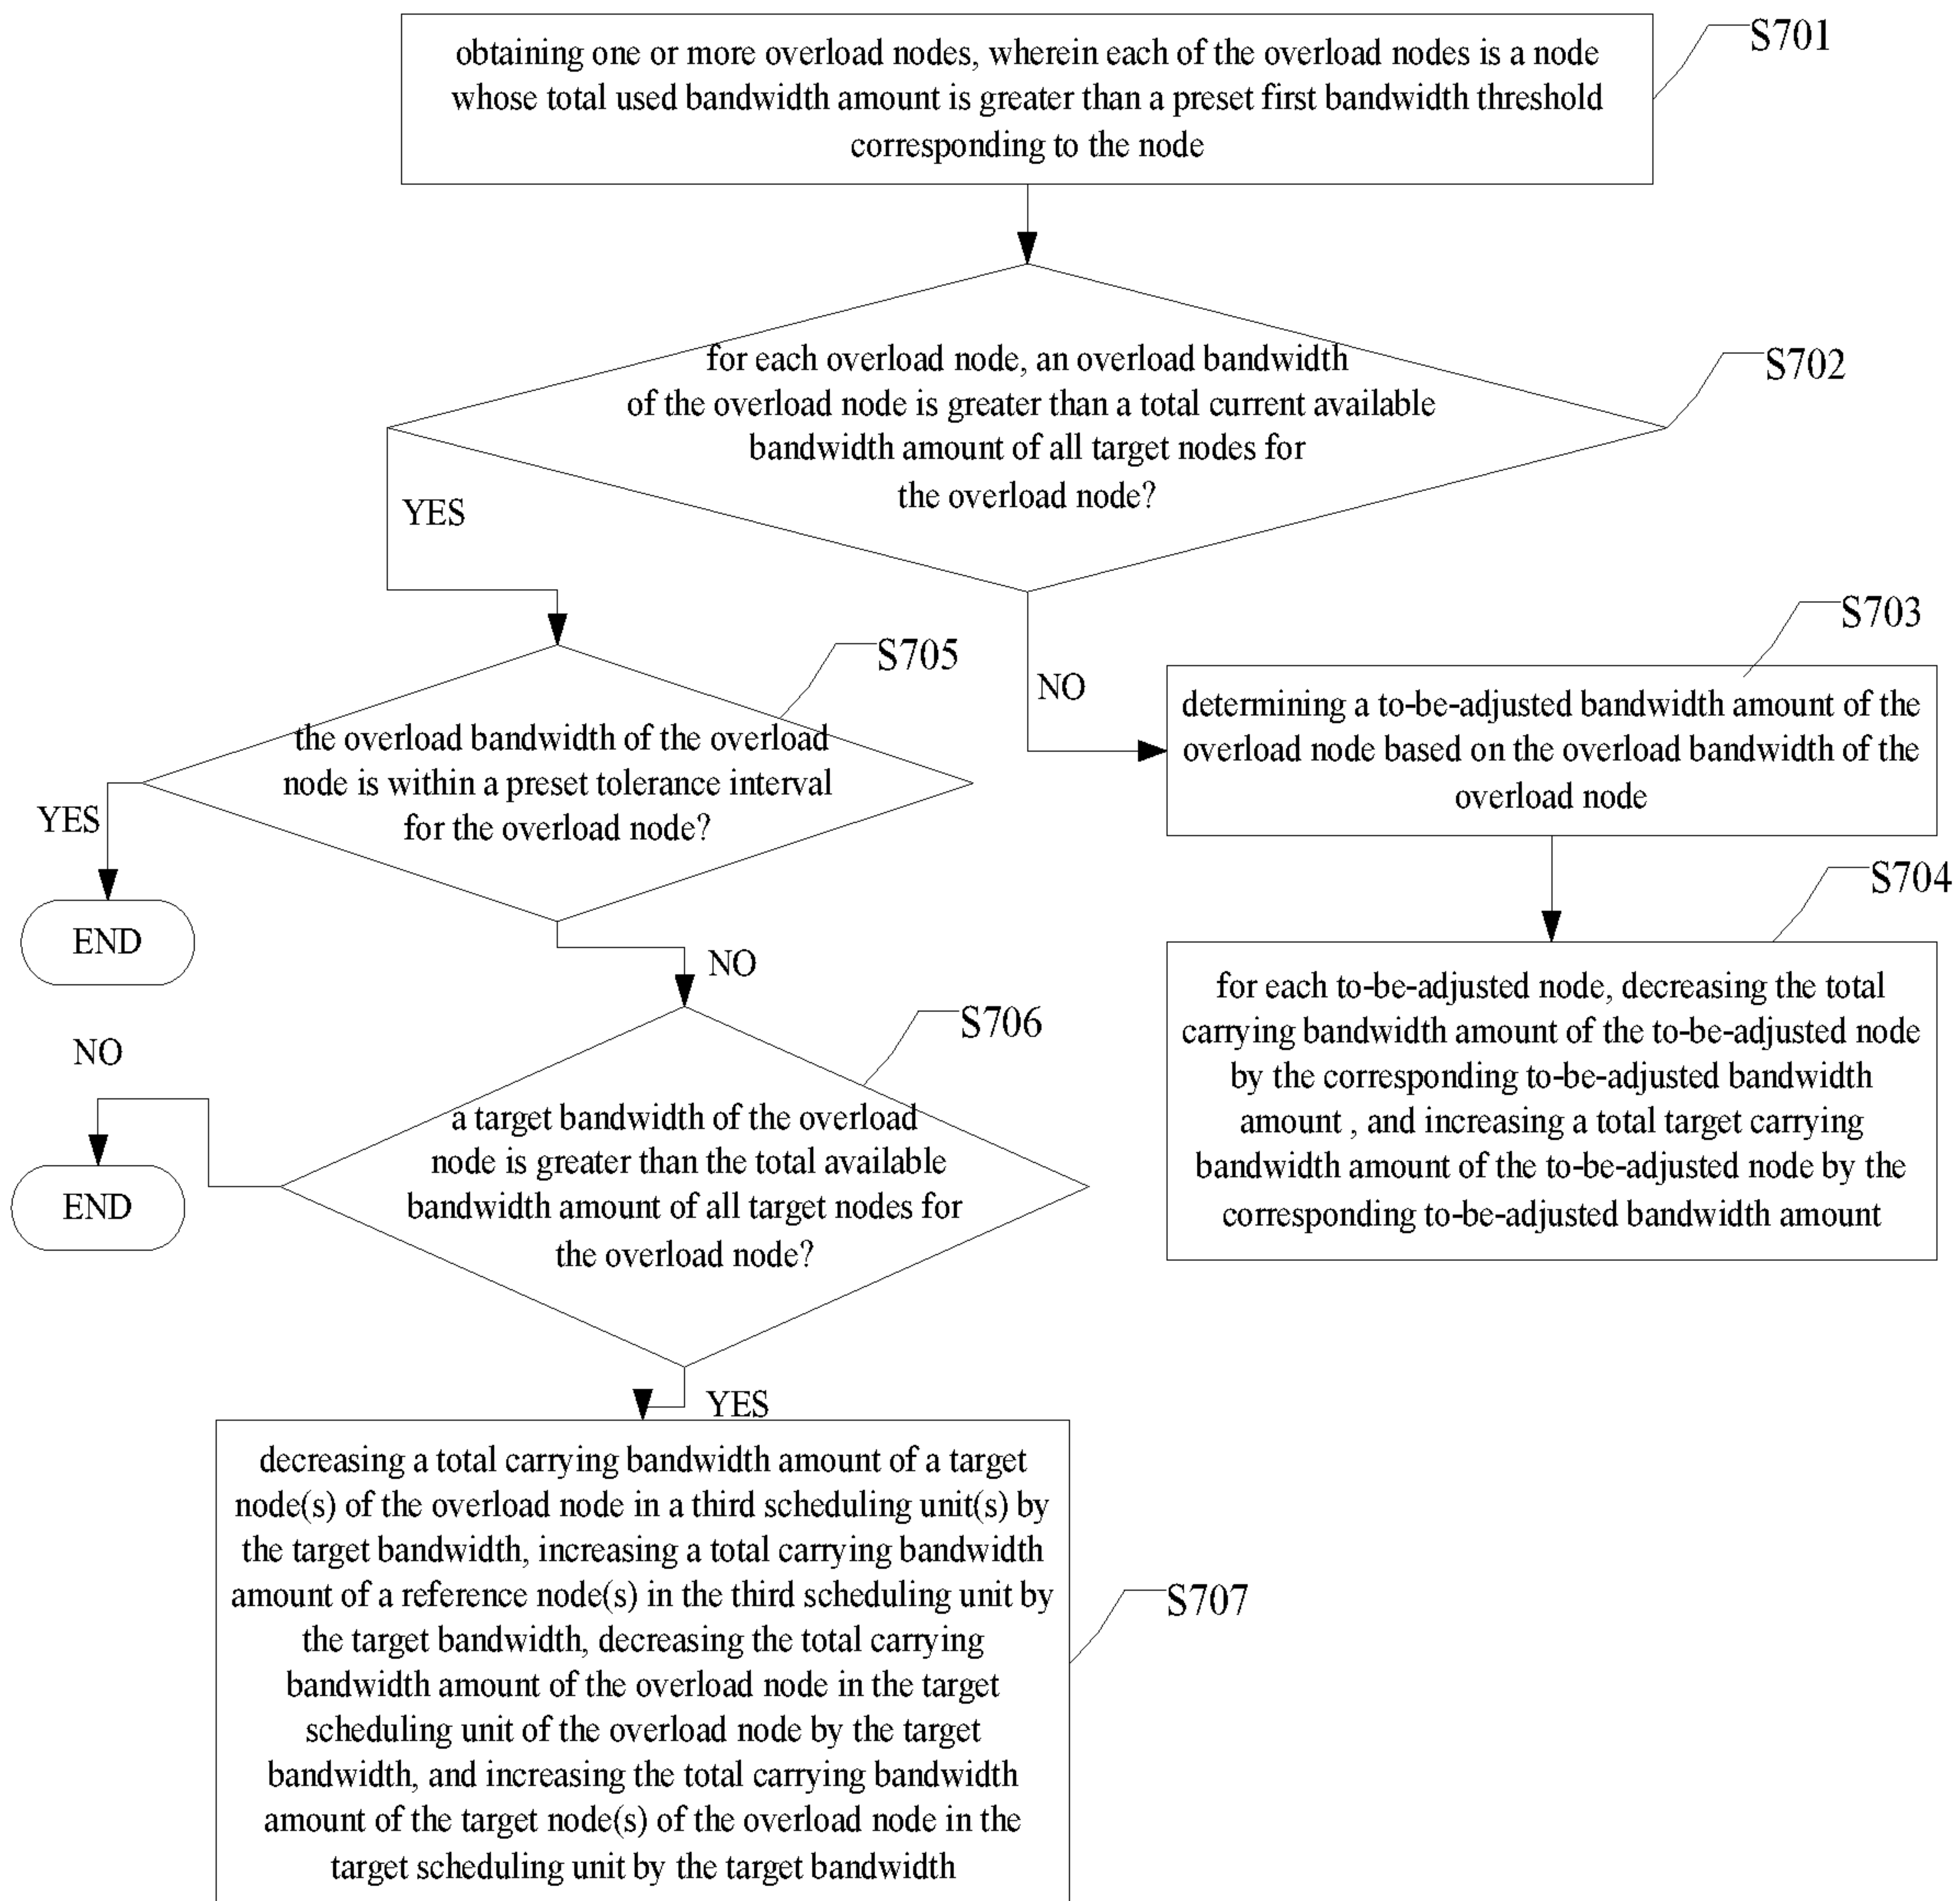 obtaining one or more overload nodes, wherein each of the overload nodes is a node
whose total used bandwidth amount is greater than a preset first bandwidth threshold
corresponding to the node
S701
for each overload node, an overload bandwidth
of the overload node is greater than a total current available
bandwidth amount of all target nodes for
the overload node?
S702
YES
NO
S703
determining a to-be-adjusted bandwidth amount of the
overload node based on the overload bandwidth of the
overload node
S705
the overload bandwidth of the overload
node is within a preset tolerance interval
for the overload node?
YES
END
NO
S704
for each to-be-adjusted node, decreasing the total
carrying bandwidth amount of the to-be-adjusted node
by the corresponding to-be-adjusted bandwidth
amount , and increasing a total target carrying
bandwidth amount of the to-be-adjusted node by the
corresponding to-be-adjusted bandwidth amount
S706
a target bandwidth of the overload
node is greater than the total available
bandwidth amount of all target nodes for
the overload node?
NO
END
YES
decreasing a total carrying bandwidth amount of a target
node(s) of the overload node in a third scheduling unit(s) by
the target bandwidth, increasing a total carrying bandwidth
amount of a reference node(s) in the third scheduling unit by
the target bandwidth, decreasing the total carrying
bandwidth amount of the overload node in the target
scheduling unit of the overload node by the target
bandwidth, and increasing the total carrying bandwidth
amount of the target node(s) of the overload node in the
target scheduling unit by the target bandwidth
S707